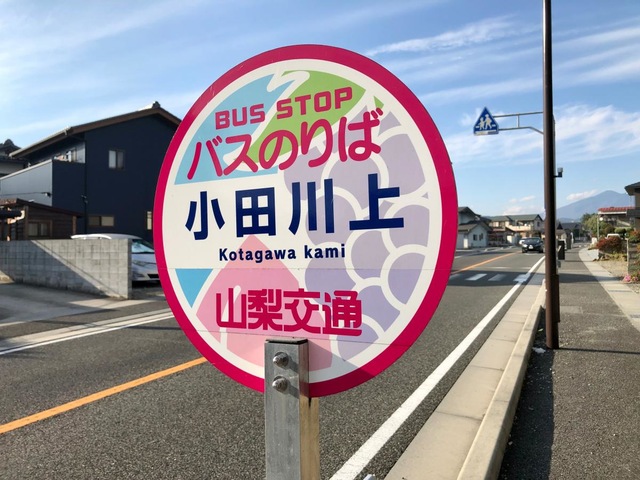 BUS STOP
バスのりば
小田川上
Kotagawa kami
山梨交通